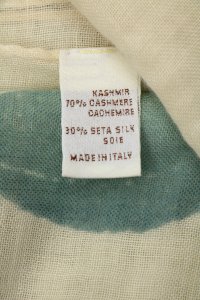 KASHMIR
70% CASHMERE
CACHEMIRE
30% SETA SILK
SOIE
MADE IN ITALY